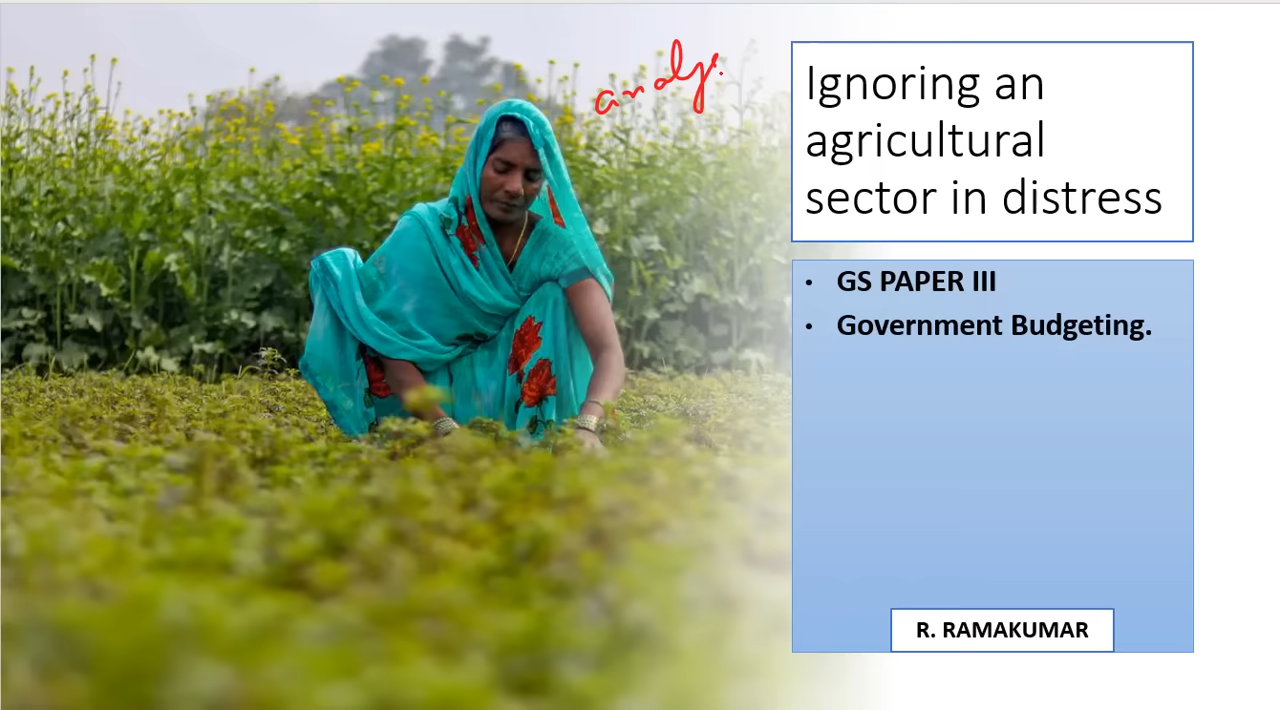 Ignoring an
agricultural
sector in distress
• GS PAPER III
• Government Budgeting.
R. RAMAKUMAR